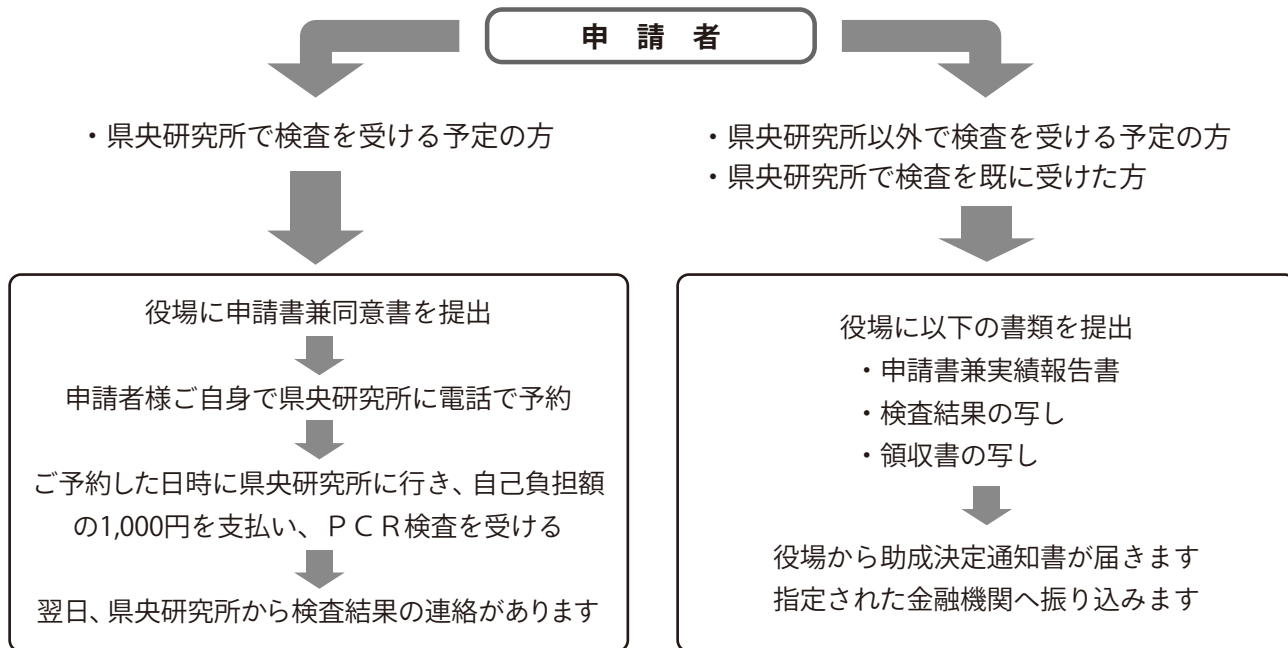 申請者
・県央研究所で検査を受ける予定の方
役場に申請書兼同意書を提出
申請者様ご自身で県央研究所に電話で予約
ご予約した日時に県央研究所に行き、自己負担額
の1,000円を支払い、ＰＣＲ検査を受ける
翌日、県央研究所から検査結果の連絡があります
・県央研究所以外で検査を受ける予定の方
・県央研究所で検査を既に受けた方
役場に以下の書類を提出
・申請書兼実績報告書
・検査結果の写し
・領収書の写し
役場から助成決定通知書が届きます
指定された金融機関へ振り込みます